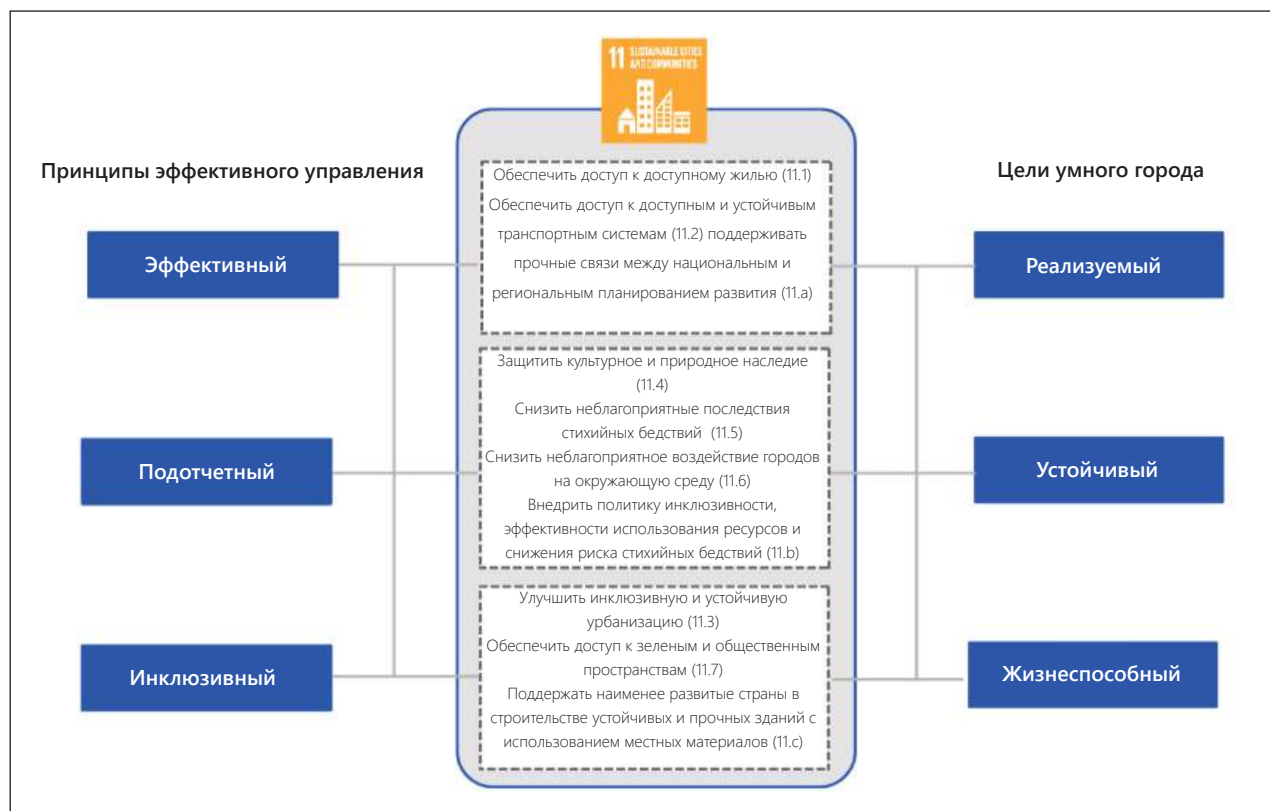 11 SUSTAINABLE CITIES
AND COMMUNITIES
Принципы эффективного управления
Эффективный
Подотчетный
Инклюзивный
Обеспечить доступ к доступному жилью (11.1)
Обеспечить доступ к доступным и устойчивым
транспортным системам (11.2) поддерживать
прочные связи между национальным и
региональным планированием развития (11.a)
Защитить культурное и природное наследие
(11.4)
Снизить неблагоприятные последствия
стихийных бедствий (11.5)
Снизить неблагоприятное воздействие городов
на окружающую среду (11.6)
Внедрить политику инклюзивности,
эффективности использования ресурсов и
снижения риска стихийных бедствий (11.b)
Улучшить инклюзивную и устойчивую
урбанизацию (11.3)
Обеспечить доступ к зеленым и общественным
пространствам (11.7)
Поддержать наименее развитые страны в
строительстве устойчивых и прочных зданий с
использованием местных материалов (11.c)
Цели умного города
Реализуемый
Устойчивый
Жизнеспособный